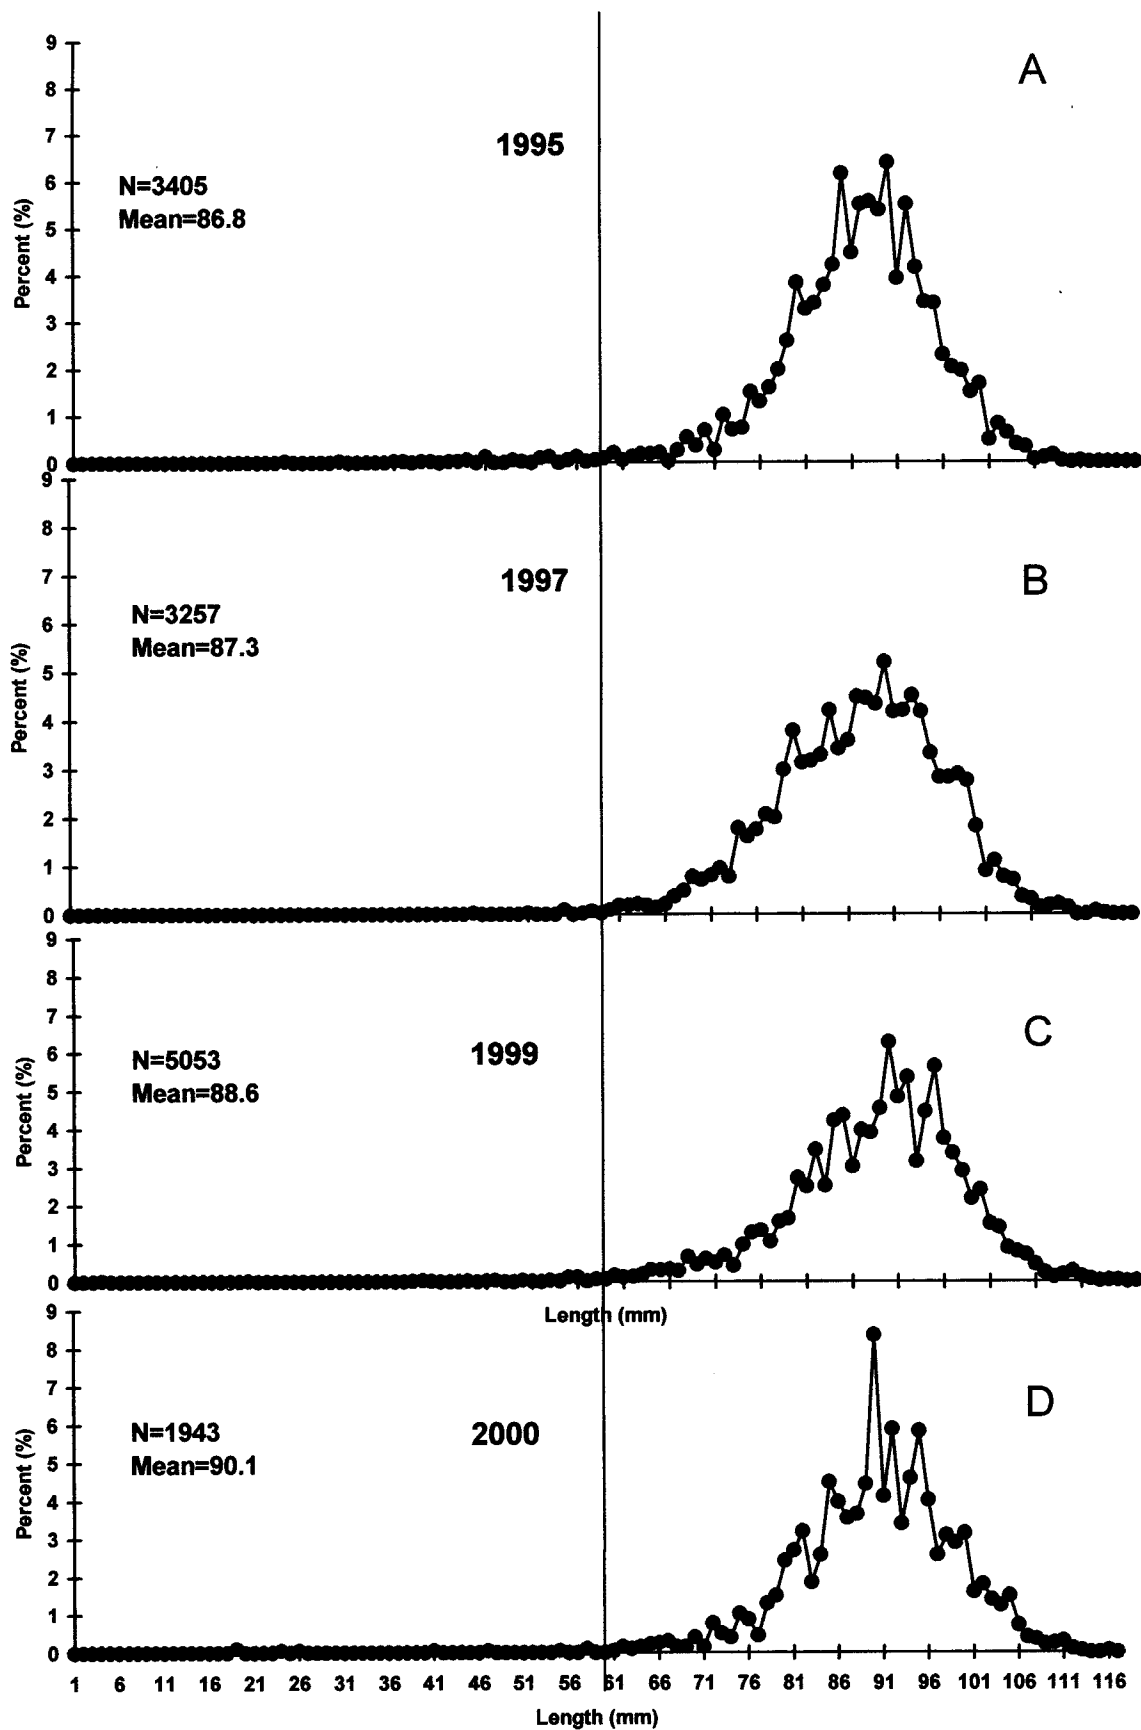 9
A
8
7
1995
6
N=3405
Mean=86.8
5
Percent (%)
4
3
2
1
0
9
8
B
7
1997
N=3257
6
Mean=87.3
5
Percent (%)
4
3
2
1
0
9
8
7
C
6
N=5053
1999
Mean=88.6
5
Percent (%)
4
3
2
1
0
Length (mm)
9
8
7
D
6
N=1943
2000
Mean=90.1
5
Percent (%)
4
3
2
1
0
1 6 11 16 21 26 31 36 41 46 51 56 61 66 71 76 81 86 91 96 101 106 111 116
Length (mm)